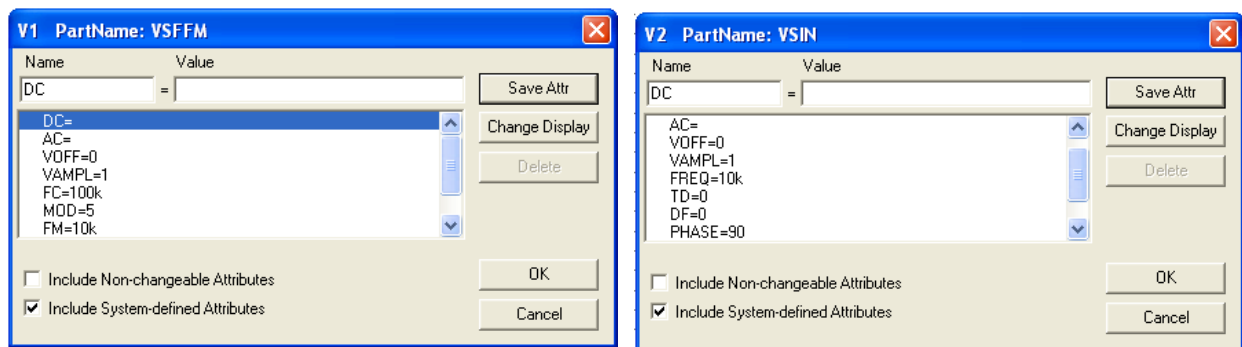 V1 PartName: VSFFM
Name Value
DC =
Save Attr
DC=
AC=
VOFF=0
VAMPL=1
FC=100k
MOD=5
FM=10k
Change Display
Delete
Include Non-changeable Attributes
Include System-defined Attributes
OK
Cancel
V2 PartName: VSIN
Name Value
DC =
Save Attr
AC=
VOFF=0
VAMPL=1
FREQ=10k
TD=0
DF=0
PHASE=90
Change Display
Delete
Include Non-changeable Attributes
Include System-defined Attributes
OK
Cancel